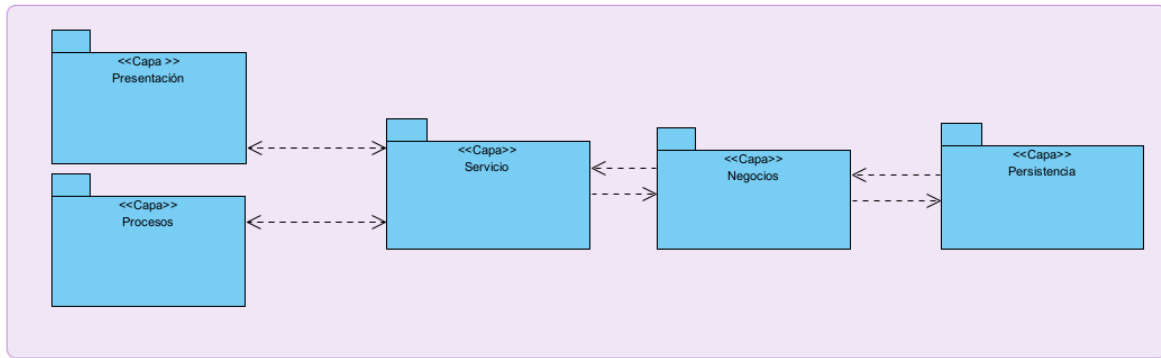 <<Capa >>
Presentación
<<Capa>>
Procesos
<<Capa>>
Servicio
<<Capa>>
Negocios
<<Capa>>
Persistencia